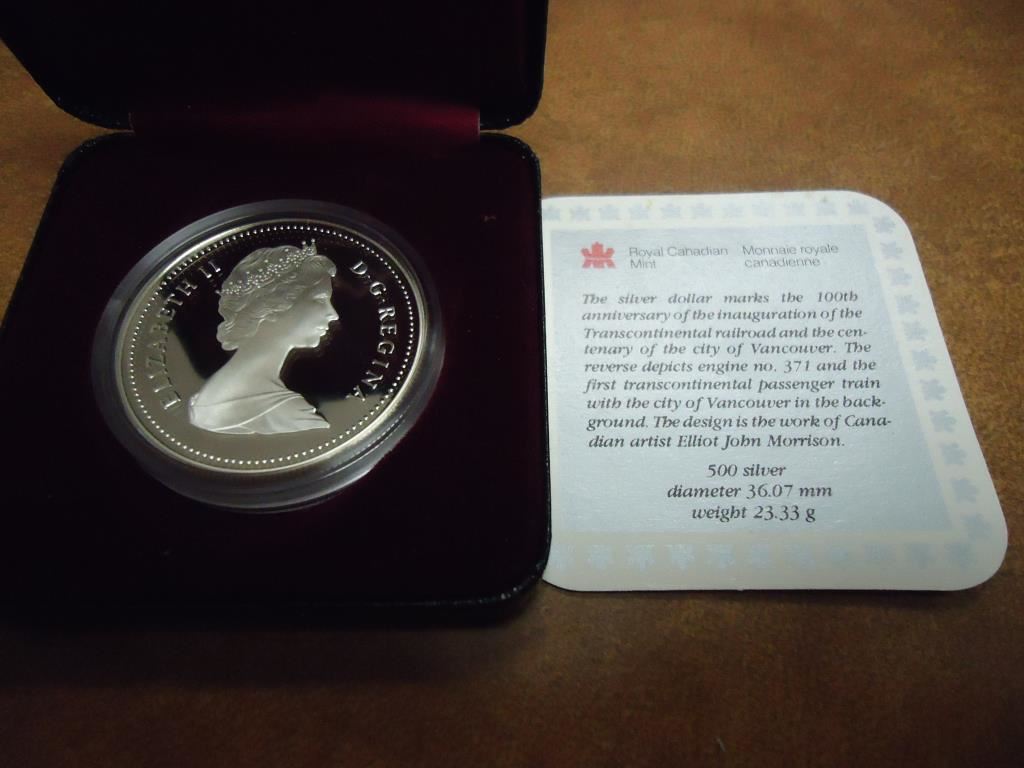 ELIZABETH II D·G·REGINA
Royal Canadian Mint
Monnaie royale canadienne
The silver dollar marks the 100th
anniversary of the inauguration of the
Transcontinental railroad and the cen-
tenary of the city of Vancouver. The
reverse depicts engine no. 371 and the
first transcontinental passenger train
with the city of Vancouver in the back-
ground. The design is the work of Cana-
dian artist Elliot John Morrison.
500 silver
diameter 36.07 mm
weight 23.33 g